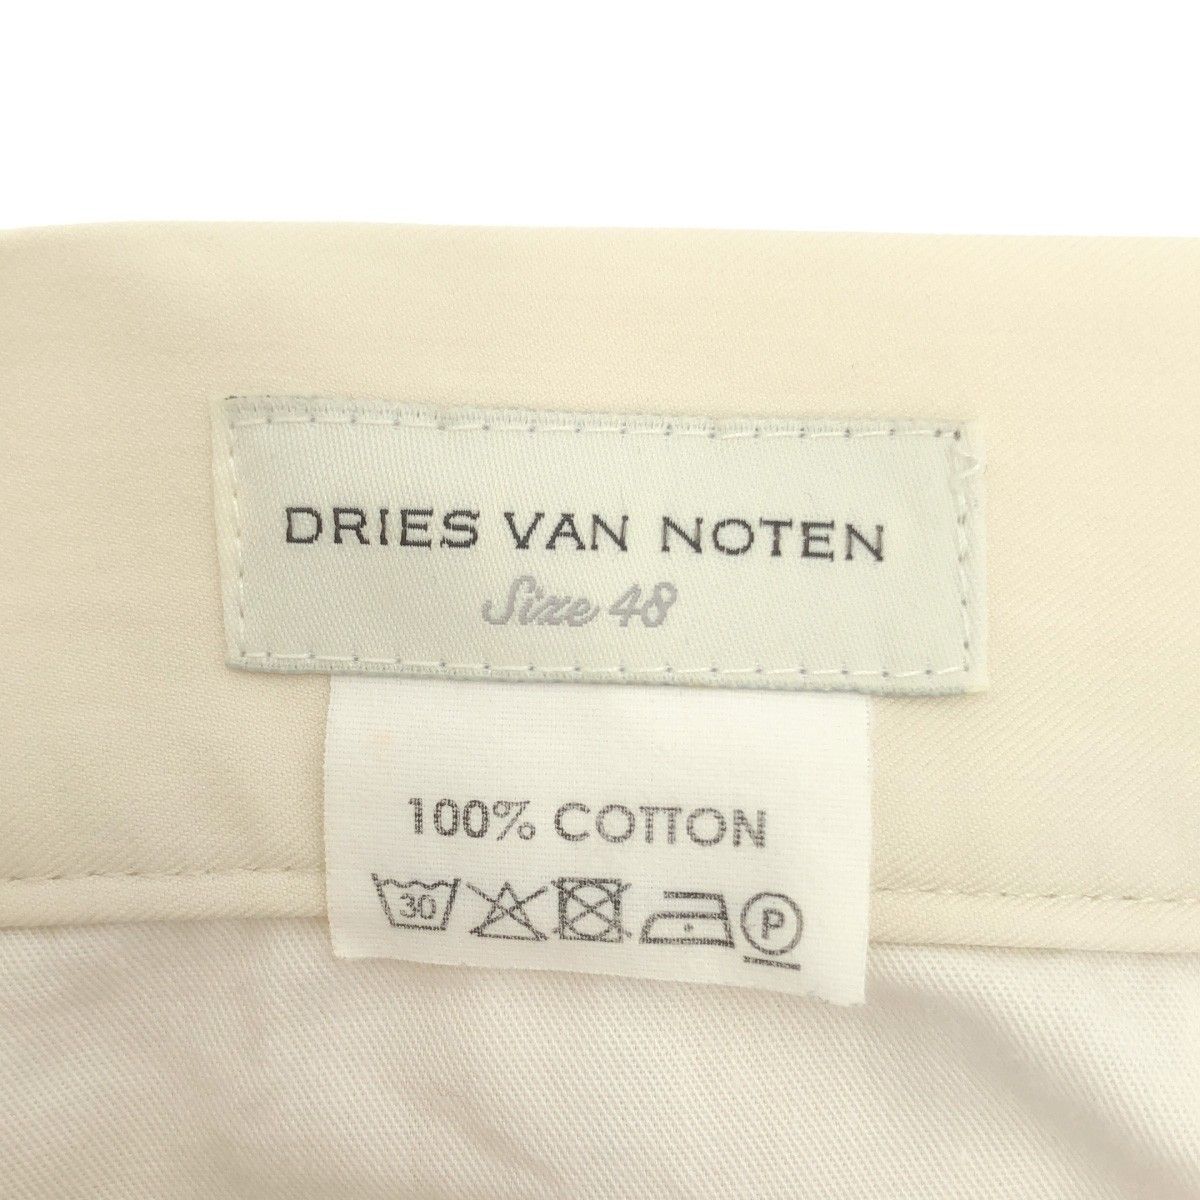 DRIES VAN NOTEN
Size 48
100% COTTON
30 P